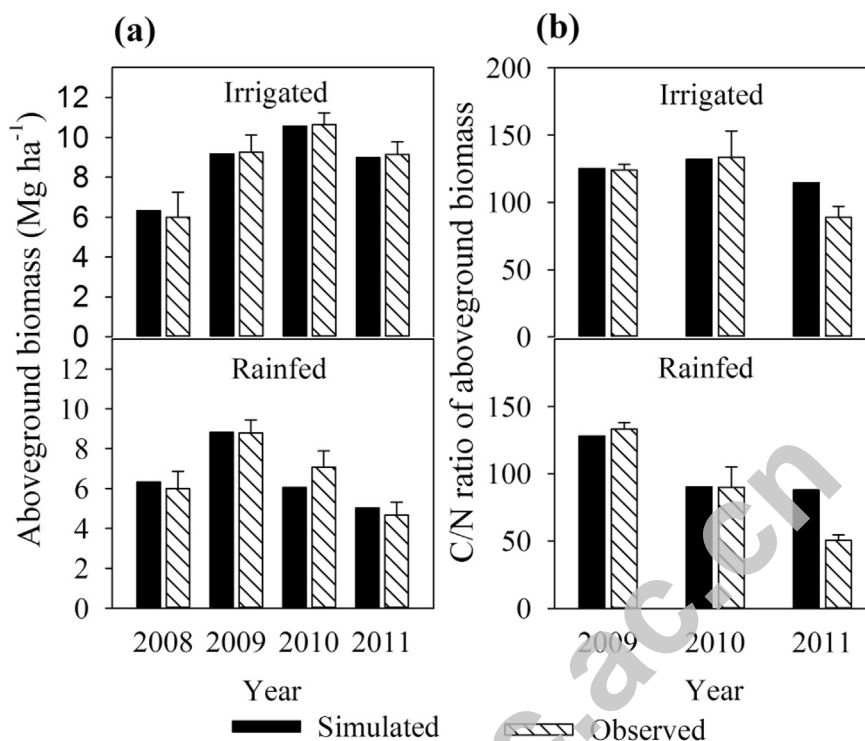 (a)
Aboveground biomass (Mg ha⁻¹)
12
10
8
6
4
2
0
Irrigated
12
10
8
6
4
2
0
Rainfed
2008 2009 2010 2011
Year
(b)
C/N ratio of aboveground biomass
200
150
100
50
0
Irrigated
150
100
50
0
Rainfed
2009 2010 2011
Year
Simulated Observed
.ac.cn